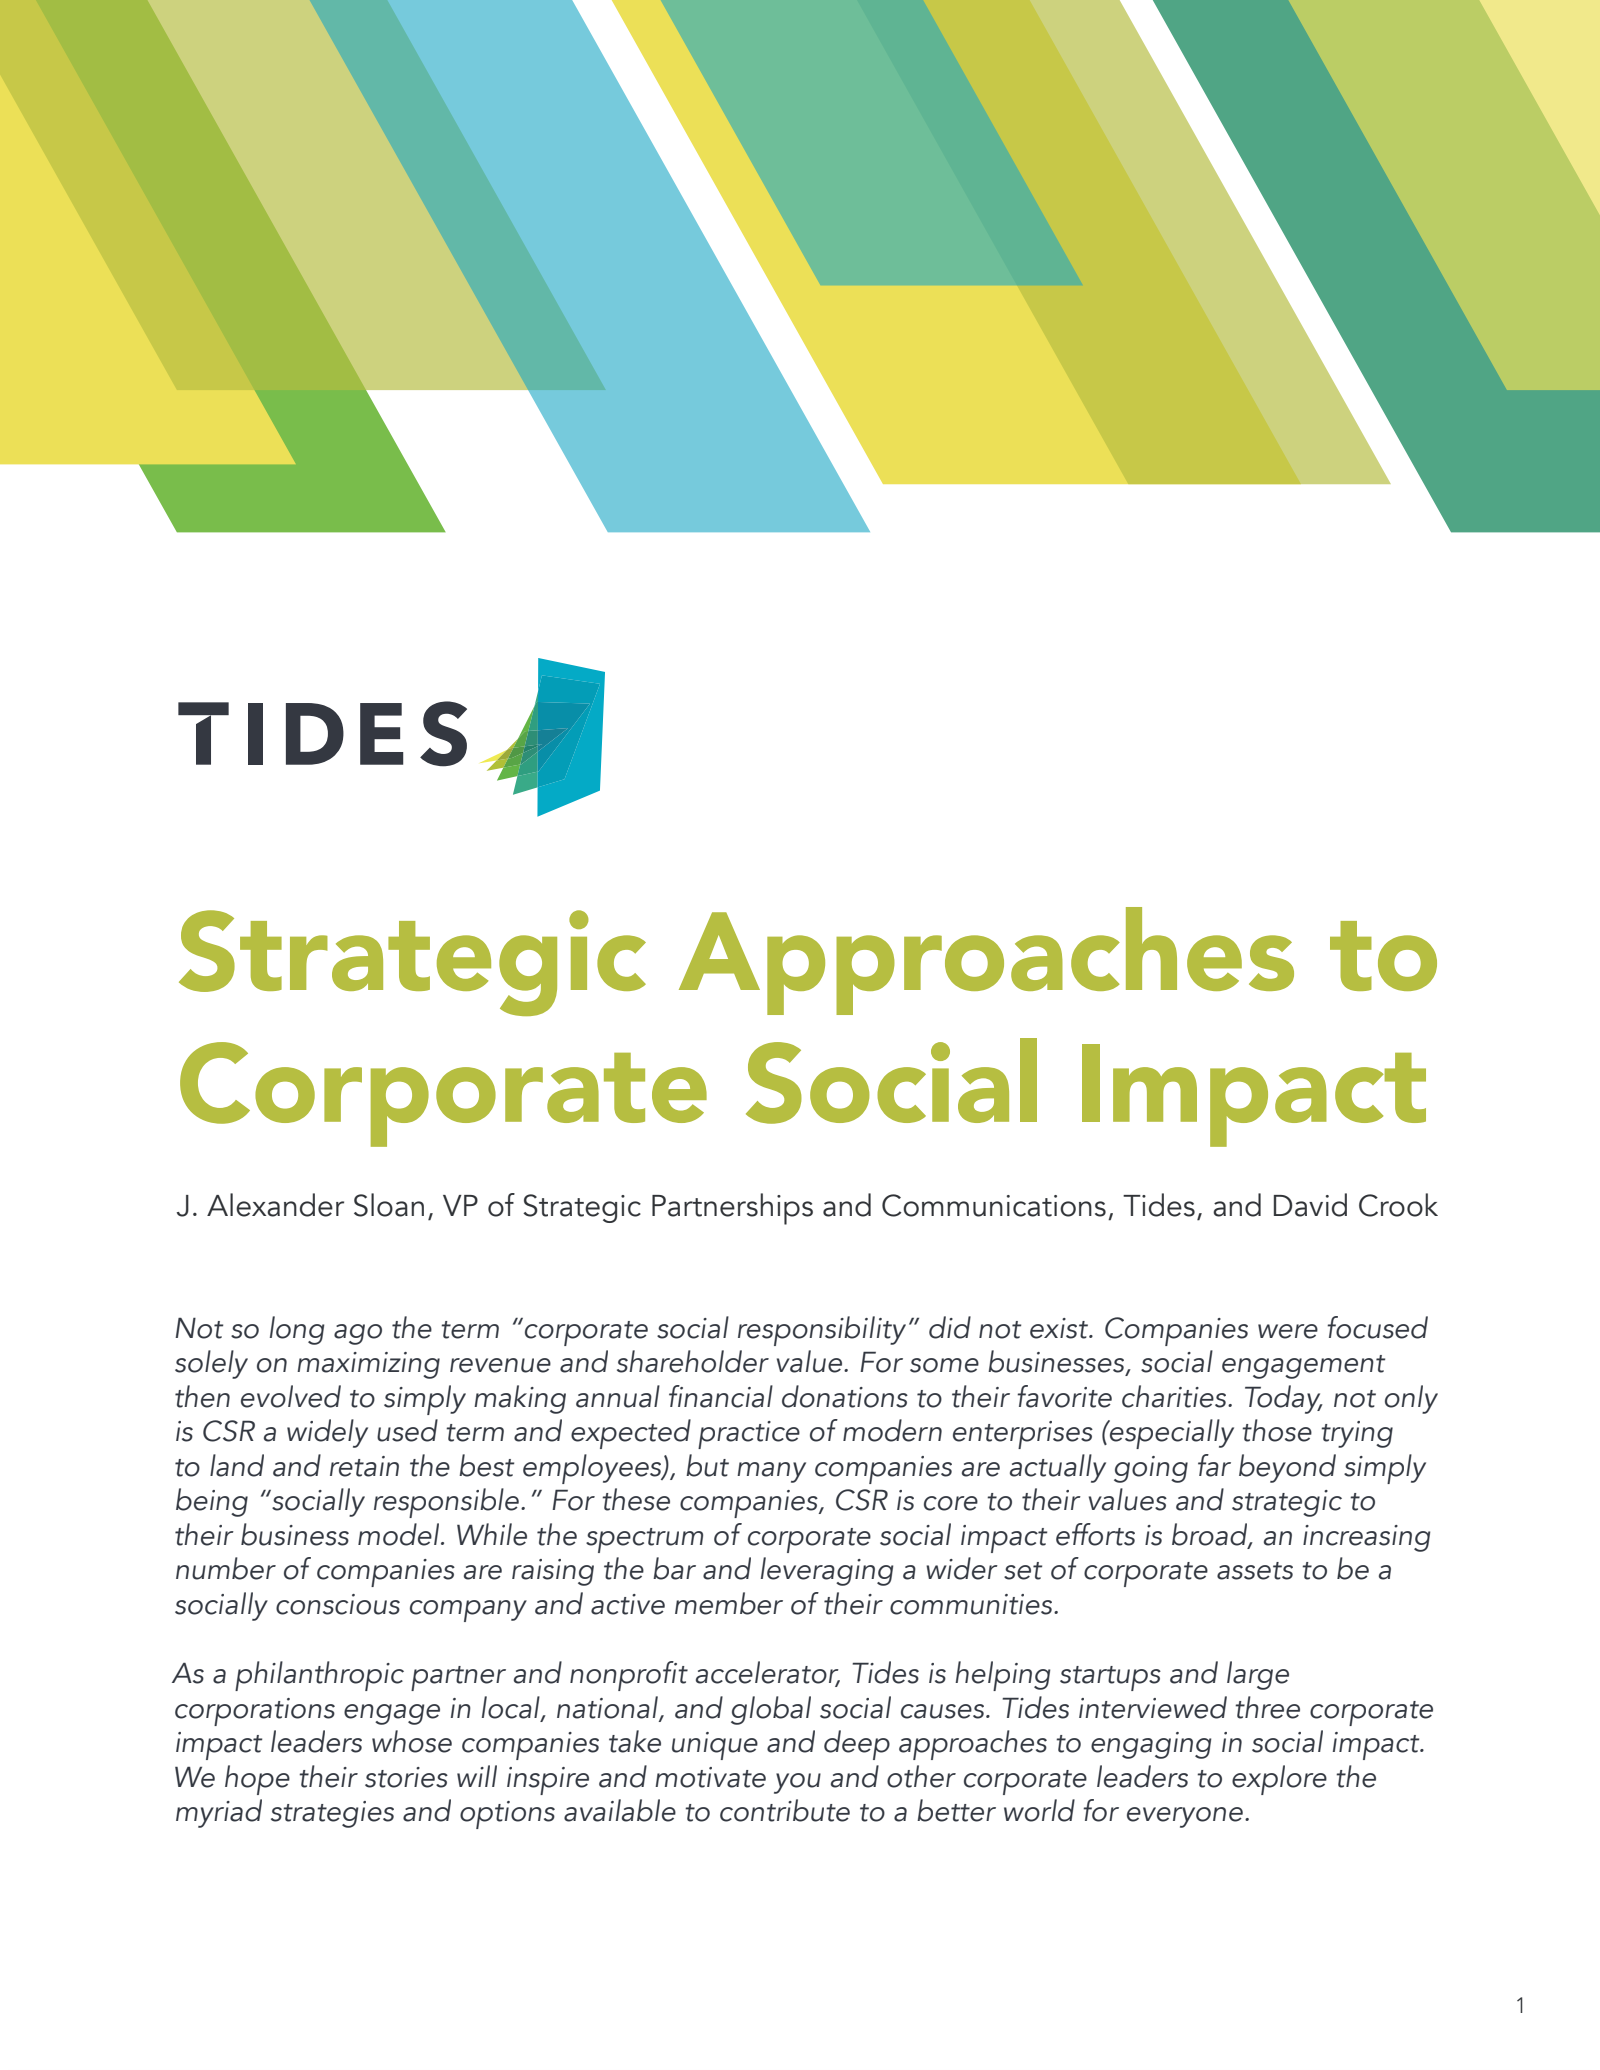 TIDES
Strategic Approaches to
Corporate Social Impact
J. Alexander Sloan, VP of Strategic Partnerships and Communications, Tides, and David Crook
Not so long ago the term “corporate social responsibility” did not exist. Companies were focused
solely on maximizing revenue and shareholder value. For some businesses, social engagement
then evolved to simply making annual financial donations to their favorite charities. Today, not only
is CSR a widely used term and expected practice of modern enterprises (especially those trying
to land and retain the best employees), but many companies are actually going far beyond simply
being “socially responsible.” For these companies, CSR is core to their values and strategic to
their business model. While the spectrum of corporate social impact efforts is broad, an increasing
number of companies are raising the bar and leveraging a wider set of corporate assets to be a
socially conscious company and active member of their communities.
As a philanthropic partner and nonprofit accelerator, Tides is helping startups and large
corporations engage in local, national, and global social causes. Tides interviewed three corporate
impact leaders whose companies take unique and deep approaches to engaging in social impact.
We hope their stories will inspire and motivate you and other corporate leaders to explore the
myriad strategies and options available to contribute to a better world for everyone.
1